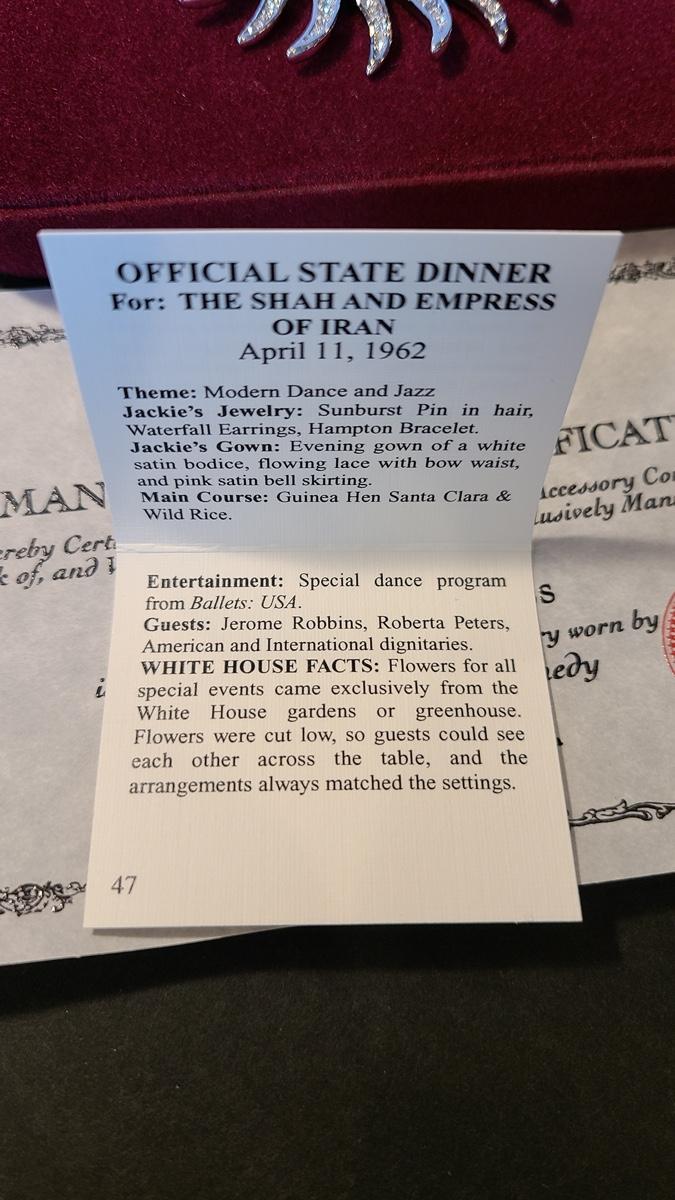 OFFICIAL STATE DINNER
For: THE SHAH AND EMPRESS
OF IRAN
April 11, 1962
Theme: Modern Dance and Jazz
Jackie's Jewelry: Sunburst Pin in hair,
Waterfall Earrings, Hampton Bracelet.
Jackie's Gown: Evening gown of a white
satin bodice, flowing lace with bow waist,
and pink satin bell skirting.
Main Course: Guinea Hen Santa Clara &
Wild Rice.
Entertainment: Special dance program
from Ballets: USA.
Guests: Jerome Robbins, Roberta Peters,
American and International dignitaries.
WHITE HOUSE FACTS: Flowers for all
special events came exclusively from the
White House gardens or greenhouse.
Flowers were cut low, so guests could see
each other across the table, and the
arrangements always matched the settings.
47
MAN
ereby Cert
of, and
FICAT
Accessory Co
usively Man
S
y worn by
edy